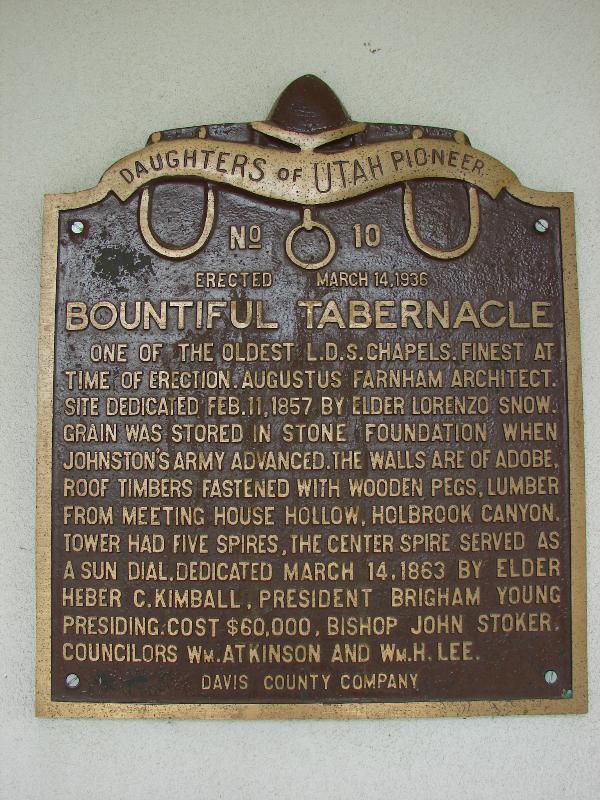 DAUGHTERS OF UTAH PIONEER
No 10
ERECTED MARCH 14, 1936
BOUNTIFUL TABERNACLE
ONE OF THE OLDEST L.D.S. CHAPELS. FINEST AT
TIME OF ERECTION. AUGUSTUS FARNHAM ARCHITECT.
SITE DEDICATED FEB. 11, 1857 BY ELDER LORENZO SNOW.
GRAIN WAS STORED IN STONE FOUNDATION WHEN
JOHNSTON'S ARMY ADVANCED. THE WALLS ARE OF ADOBE,
ROOF TIMBERS FASTENED WITH WOODEN PEGS, LUMBER
FROM MEETING HOUSE HOLLOW, HOLBROOK CANYON.
TOWER HAD FIVE SPIRES, THE CENTER SPIRE SERVED AS
A SUN DIAL. DEDICATED MARCH 14, 1863 BY ELDER
HEBER C. KIMBALL, PRESIDENT BRIGHAM YOUNG
PRESIDING. COST $60,000, BISHOP JOHN STOKER.
COUNCILORS WM. ATKINSON AND WM. H. LEE.
DAVIS COUNTY COMPANY